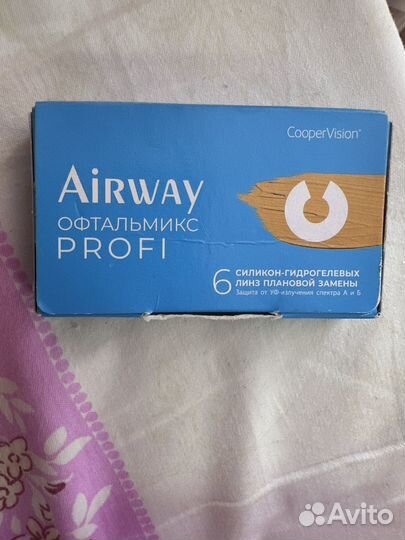 CooperVision®
AiRWAY
ОФТАЛЬМИКС
PROFI
6 СИЛИКОН-ГИДРОГЕЛЕВЫХ
ЛИНЗ ПЛАНОВОЙ ЗАМЕНЫ
Защита от УФ-излучения спектра А и Б
Avito